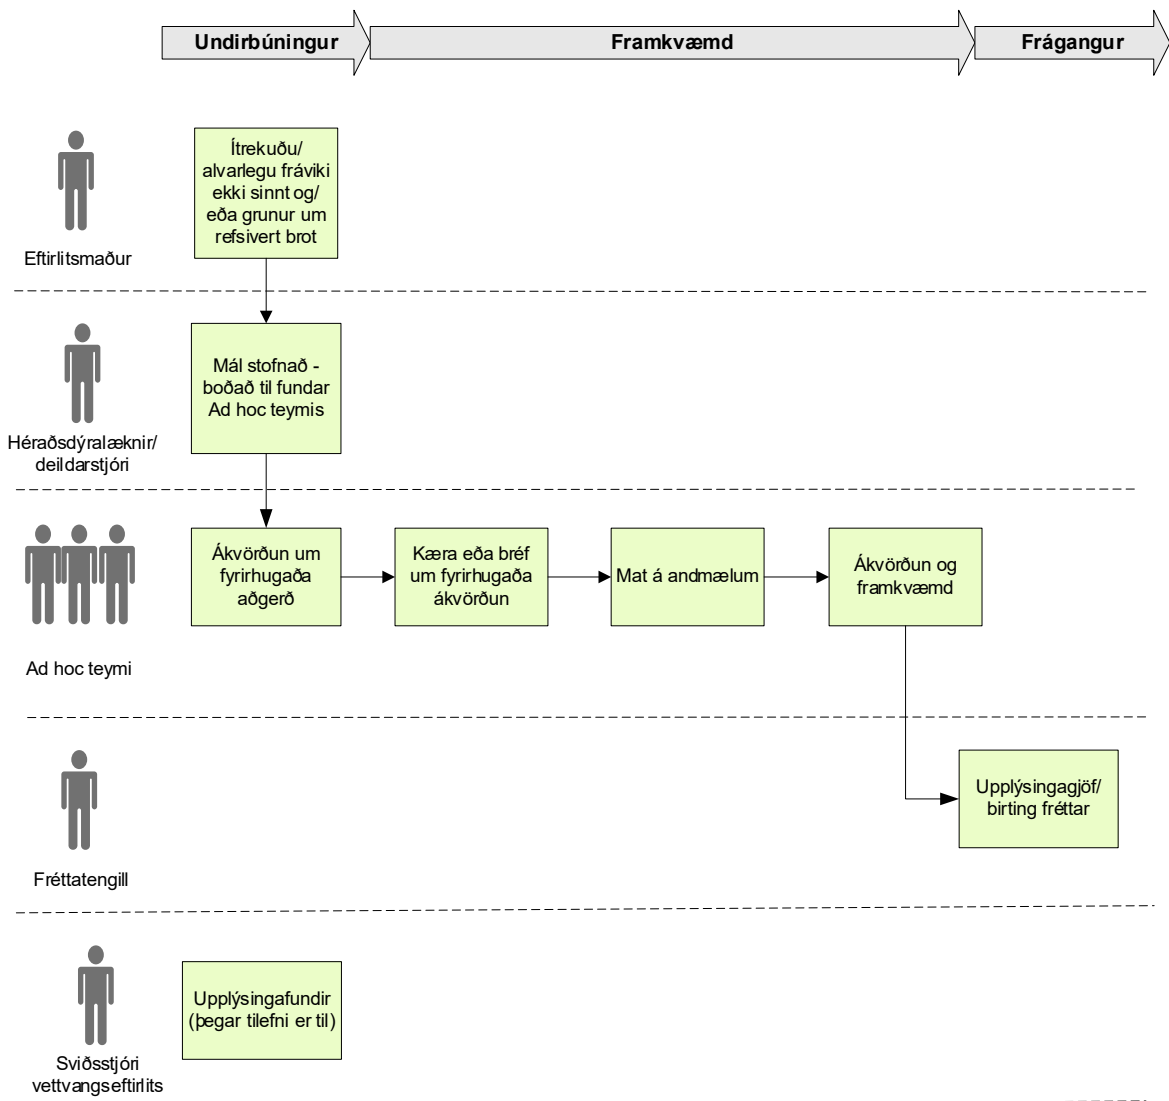 Undirbúningur
Framkvæmd
Frágangur
Ítrekuðu/
alvarlegu fráviki
ekki sinnt og/
eða grunur um
refsivert brot
Eftirlitsmaður
Mál stofnað -
boðað til fundar
Ad hoc teymis
Héraðsdýralæknir/
deildarstjóri
Ákvörðun um
fyrirhugaða
aðgerð
Kæra eða bréf
um fyrirhugaða
ákvörðun
Mat á andmælum
Ákvörðun og
framkvæmd
Ad hoc teymi
Upplýsingagjöf/
birting fréttar
Fréttatengill
Upplýsingafundir
(þegar tilefni er til)
Sviðsstjóri
vettvangseftirlits